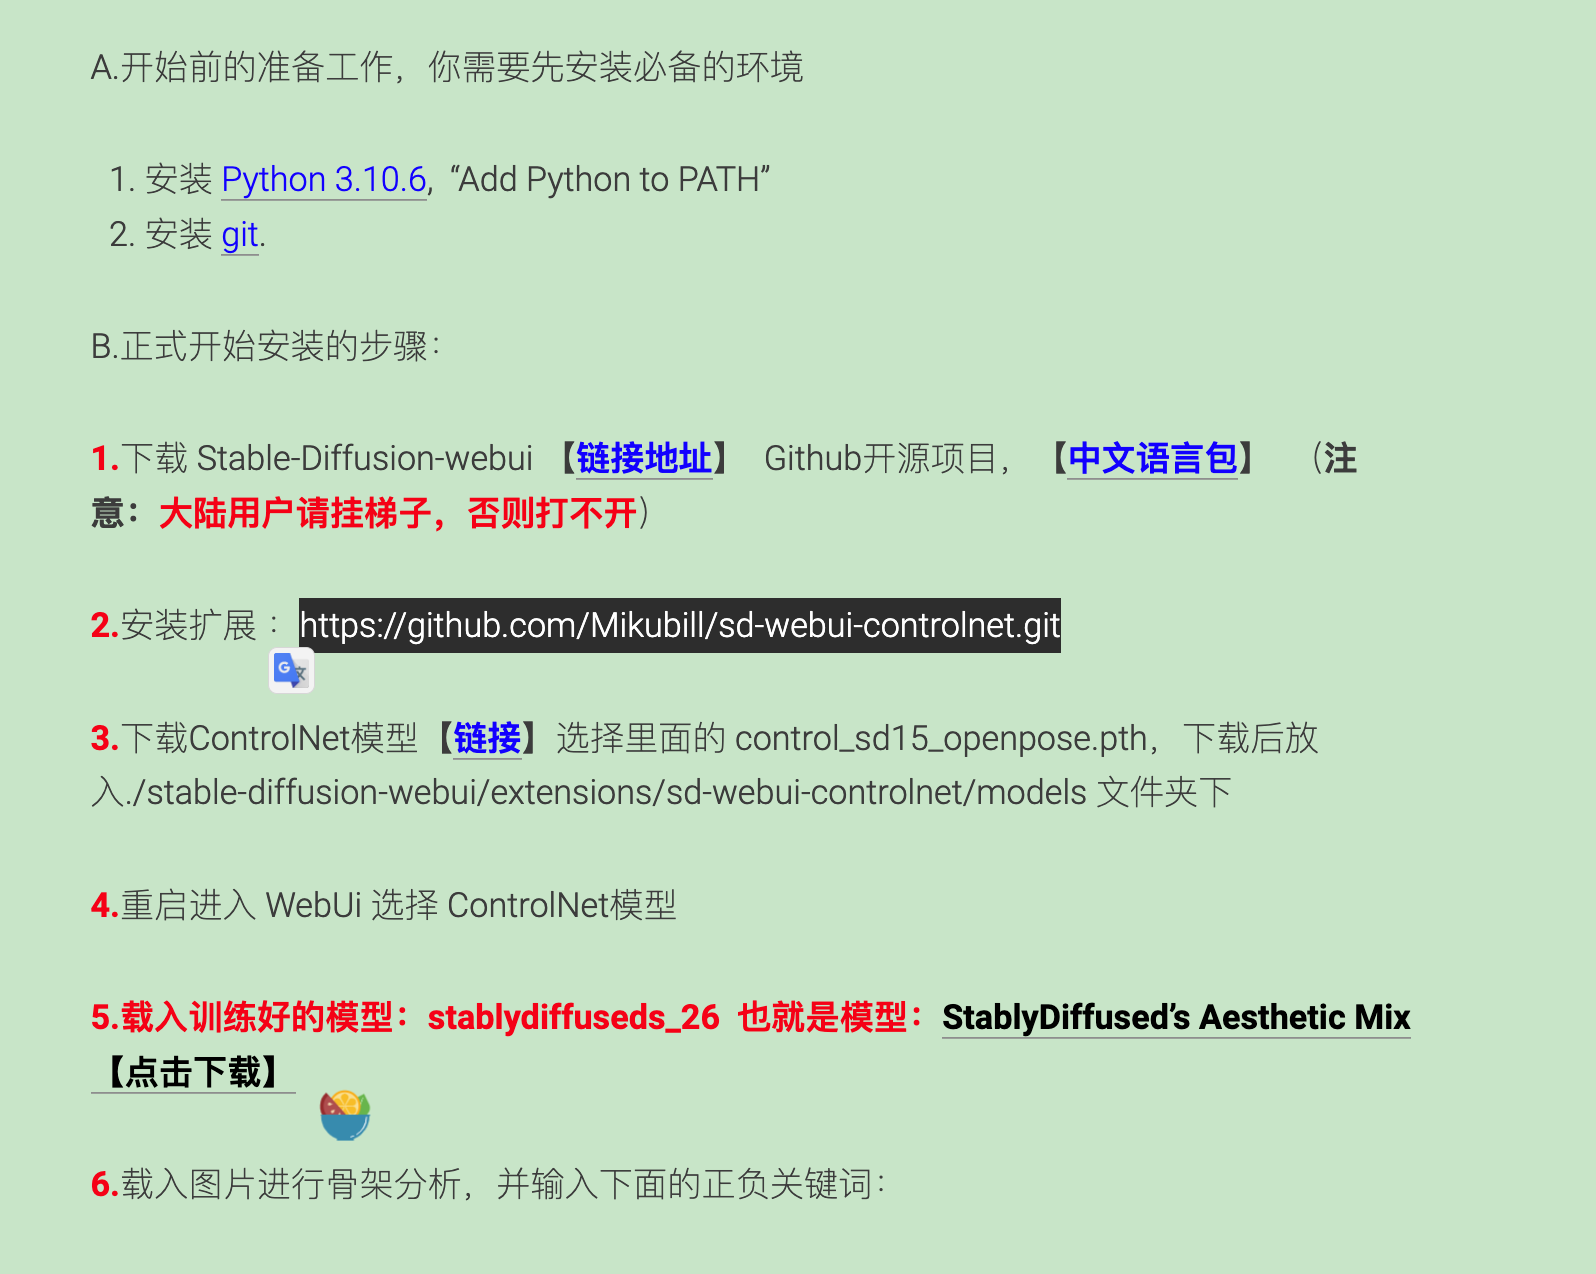 A.开始前的准备工作，你需要先安装必备的环境
1. 安装 Python 3.10.6, “Add Python to PATH”
2. 安装 git.
B.正式开始安装的步骤：
1.下载 Stable-Diffusion-webui 【链接地址】 Github开源项目，【中文语言包】 （注
意：大陆用户请挂梯子，否则打不开）
2.安装扩展 ：https://github.com/Mikubill/sd-webui-controlnet.git
G文
3.下载ControlNet模型【链接】选择里面的 control_sd15_openpose.pth，下载后放
入./stable-diffusion-webui/extensions/sd-webui-controlnet/models 文件夹下
4.重启进入 WebUi 选择 ControlNet模型
5.载入训练好的模型：stablydiffuseds_26 也就是模型：StablyDiffused’s Aesthetic Mix
【点击下载】
6.载入图片进行骨架分析，并输入下面的正负关键词：